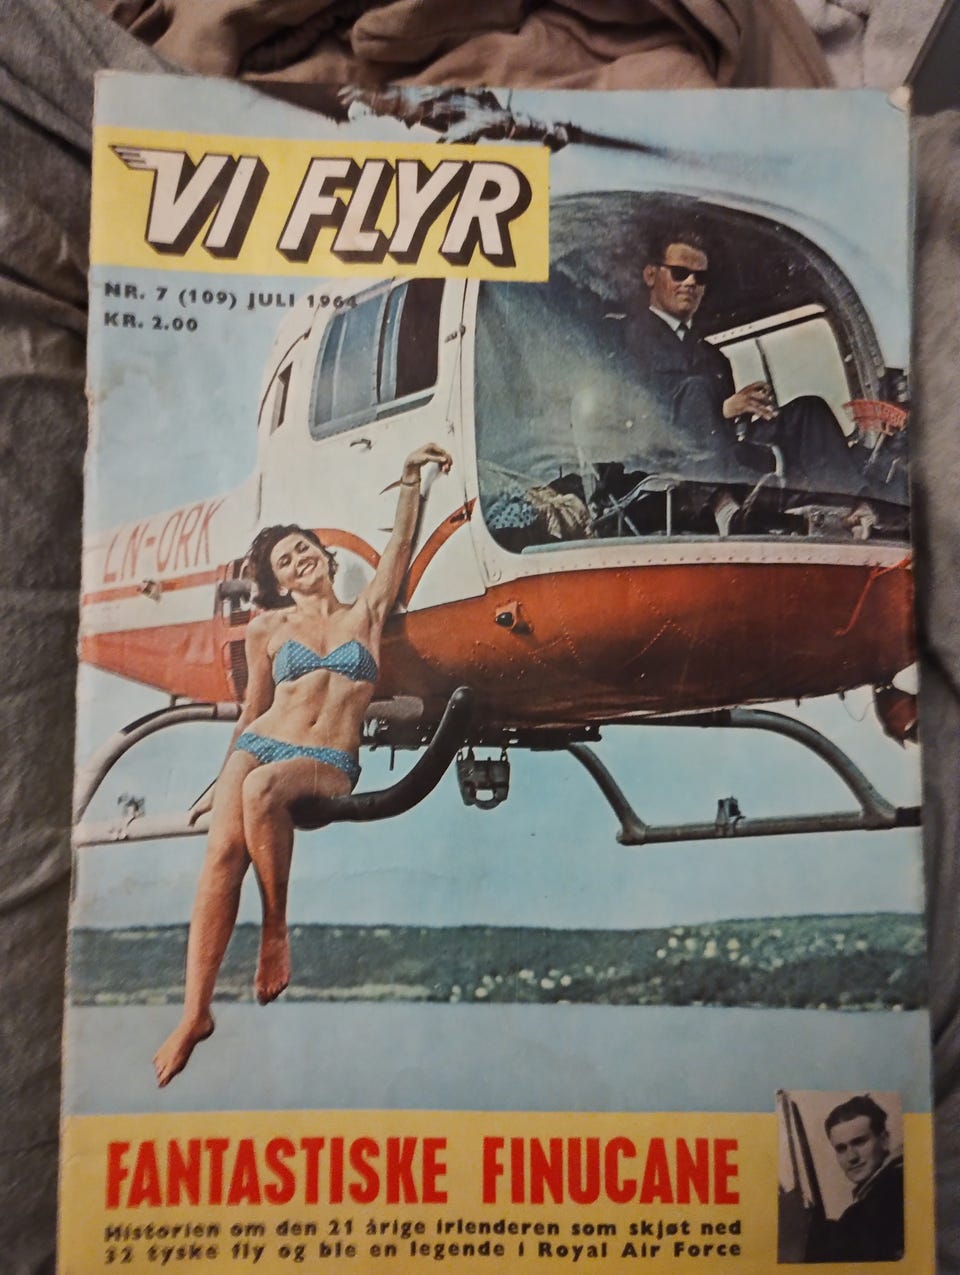 VI FLYR
NR. 7 (109) JULI 1964
KR. 2.00
LN-ORK
FANTASTISKE FINUCANE
Historien om den 21 årige irlenderen som skjøt ned
32 tyske fly og ble en legende i Royal Air Force